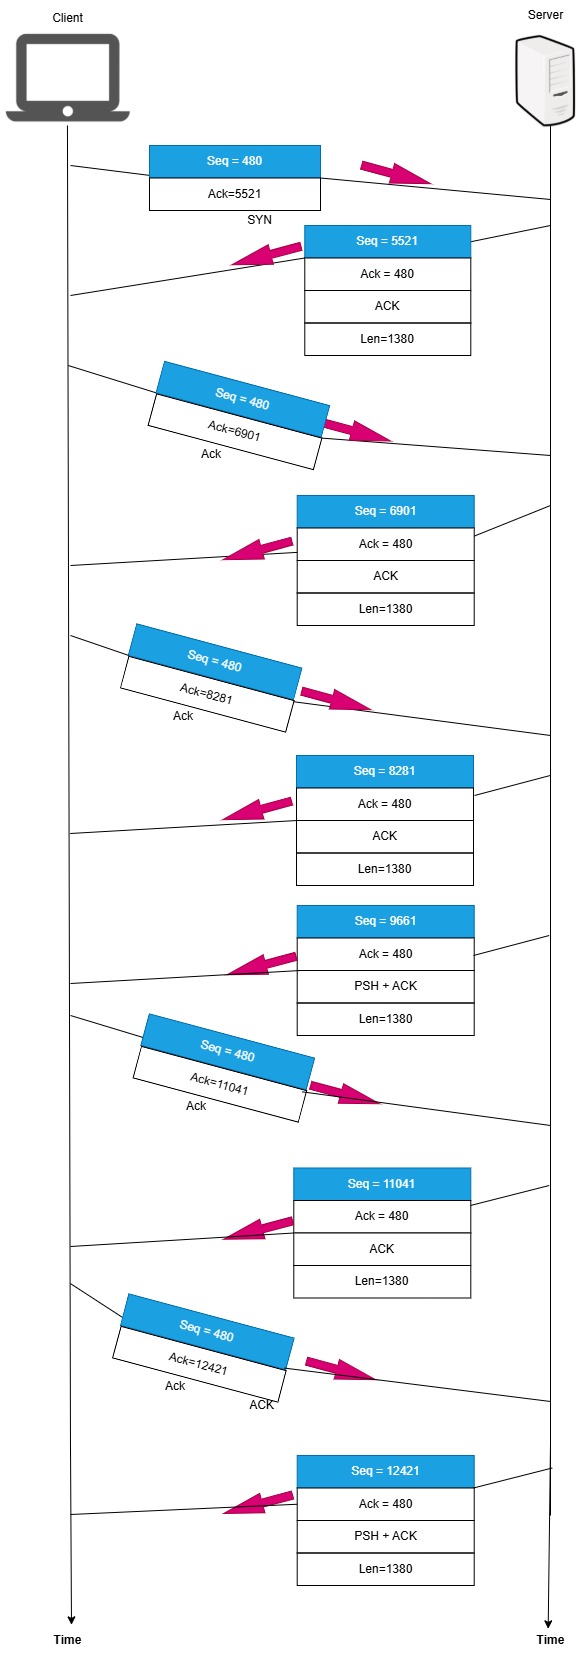 Client
Server
Seq = 480
Ack=5521
SYN
Seq = 5521
Ack = 480
ACK
Len=1380
Seq = 480
Ack=6901
Ack
Seq = 6901
Ack = 480
ACK
Len=1380
Seq = 480
Ack=8281
Ack
Seq = 8281
Ack = 480
ACK
Len=1380
Seq = 9661
Ack = 480
PSH + ACK
Len=1380
Seq = 480
Ack=11041
Ack
Seq = 11041
Ack = 480
ACK
Len=1380
Seq = 480
Ack=12421
Ack
ACK
Seq = 12421
Ack = 480
PSH + ACK
Len=1380
Time
Time